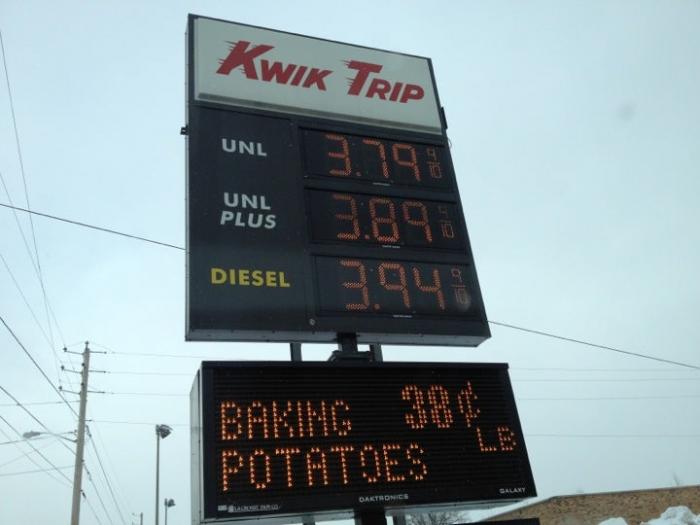 KWIK TRIP
UNL 3.79 9/10
UNL PLUS 3.89 9/10
DIESEL 3.94 9/10
BAKING 38¢ LB
POTATOES
DAKTRONICS GALAXY